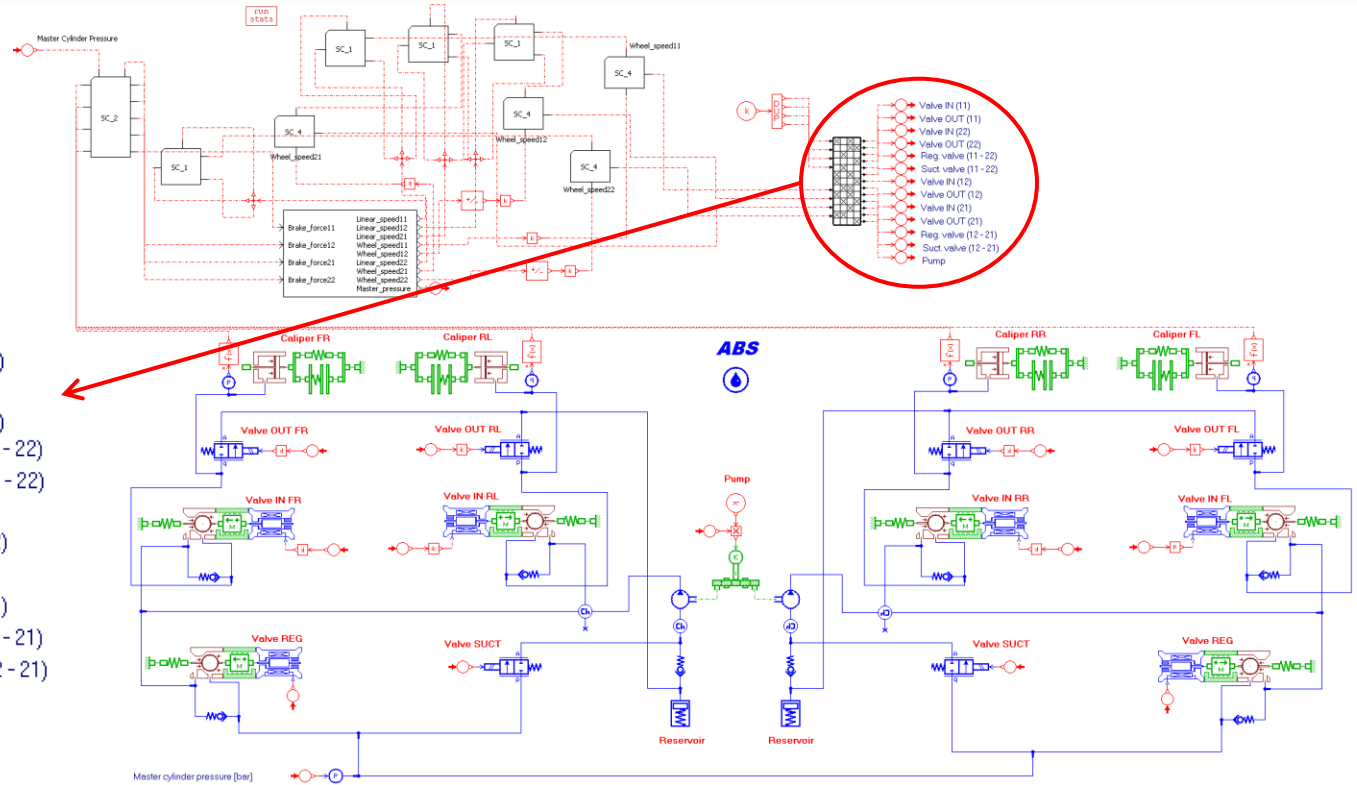 run
stats
Master Cylinder Pressure
SC_2
SC_1
SC_4
Wheel_speed21
SC_1
SC_1
SC_1
Wheel_speed11
SC_4
SC_4
Wheel_speed12
SC_4
Wheel_speed22
k
Valve IN (11)
Valve OUT (11)
Valve IN (22)
Valve OUT (22)
Reg. valve (11 - 22)
Suct. valve (11 - 22)
Valve IN (12)
Valve OUT (12)
Valve IN (21)
Valve OUT (21)
Reg. valve (12 - 21)
Suct. valve (12 - 21)
Pump
+/-
k
k
+/-
k
Brake_force11
Brake_force12
Brake_force21
Brake_force22
Linear_speed11
Linear_speed12
Linear_speed21
Wheel_speed11
Wheel_speed12
Linear_speed22
Wheel_speed21
Wheel_speed22
Master_pressure
)
)
- 22)
- 22)
)
)
- 21)
- 21)
Caliper FR
Caliper RL
ABS
Caliper RR
Caliper FL
f(x)
f(x)
f(x)
f(x)
Valve OUT FR
Valve OUT RL
Valve OUT RR
Valve OUT FL
Pump
Valve IN FR
Valve IN RL
Valve IN RR
Valve IN FL
M
M
M
M
Valve REG
Valve SUCT
Valve SUCT
Valve REG
M
M
Reservoir
Reservoir
Master cylinder pressure [bar]
P